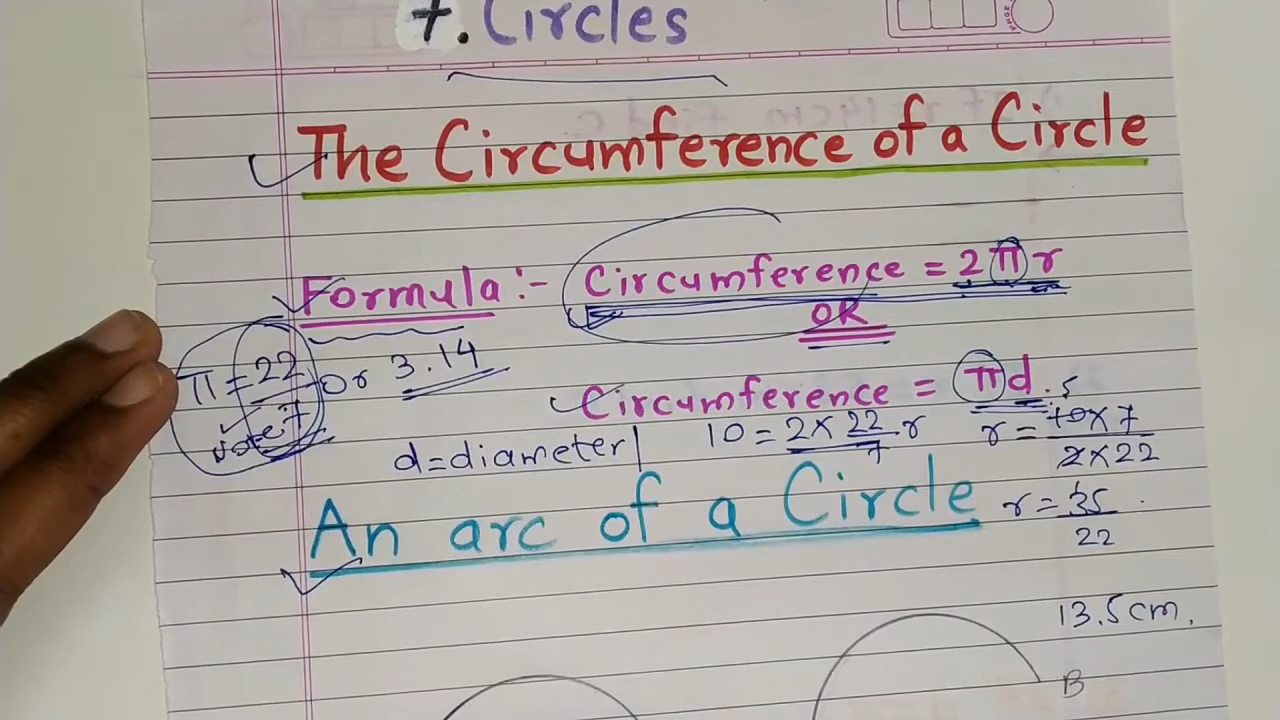 7. Circles
The Circumference of a Circle
Formula :- Circumference = 2πr
OR
π = 22/7 or 3.14
Circumference = πd
d=diameter
10 = 2 × 22/7 r
r = 10×7 / 2×22
5
r = 35/22
An arc of a Circle
13.5cm.
B